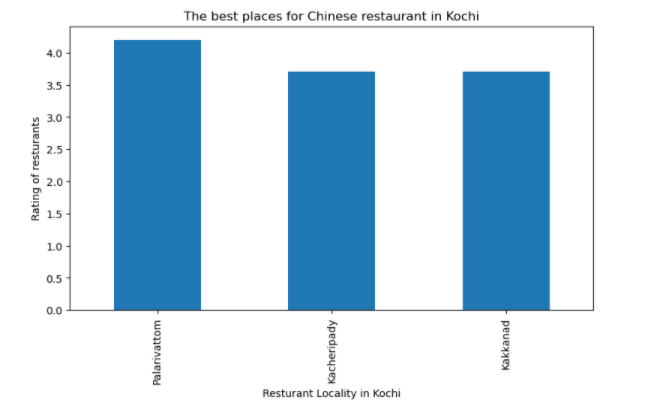 The best places for Chinese restaurant in Kochi
Rating of resturants
4.0
3.5
3.0
2.5
2.0
1.5
1.0
0.5
0.0
Palarivattom
Kacheripady
Kakkanad
Resturant Locality in Kochi